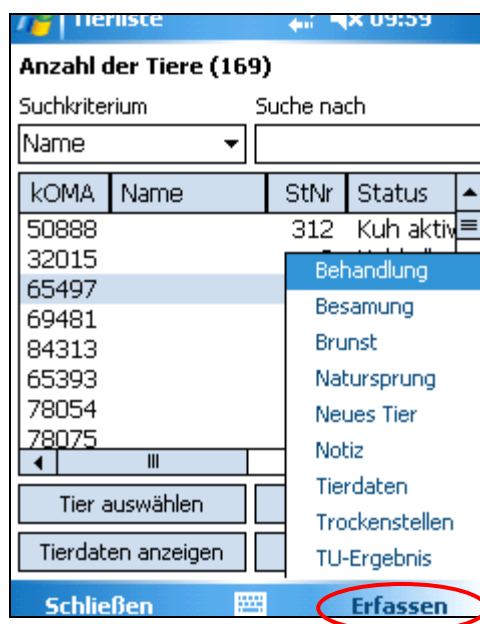 Tierliste 09:59
Anzahl der Tiere (169)
Suchkriterium Suche nach
Name
kOMA Name StNr Status
50888 312 Kuh aktiv
32015
65497
69481
84313
65393
78054
78075
Behandlung
Besamung
Brunst
Natursprung
Neues Tier
Notiz
Tierdaten
Trockenstellen
TU-Ergebnis
Tier auswählen
Tierdaten anzeigen
Schließen Erfassen